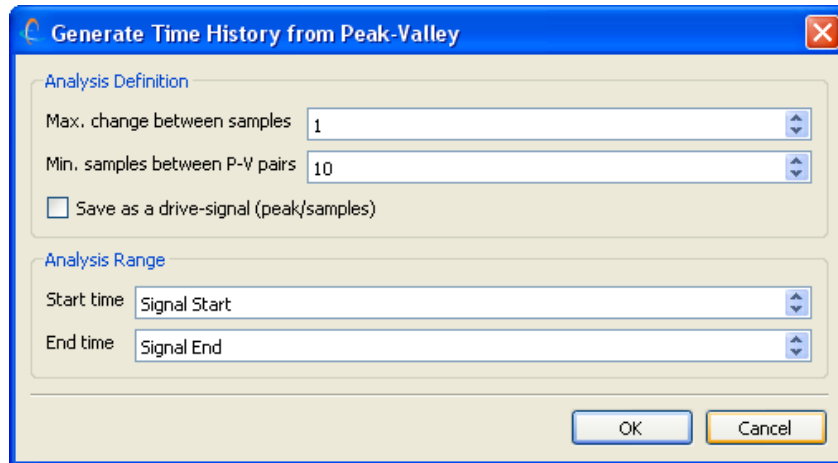 Generate Time History from Peak-Valley
Analysis Definition
Max. change between samples 1
Min. samples between P-V pairs 10
Save as a drive-signal (peak/samples)
Analysis Range
Start time Signal Start
End time Signal End
OK Cancel